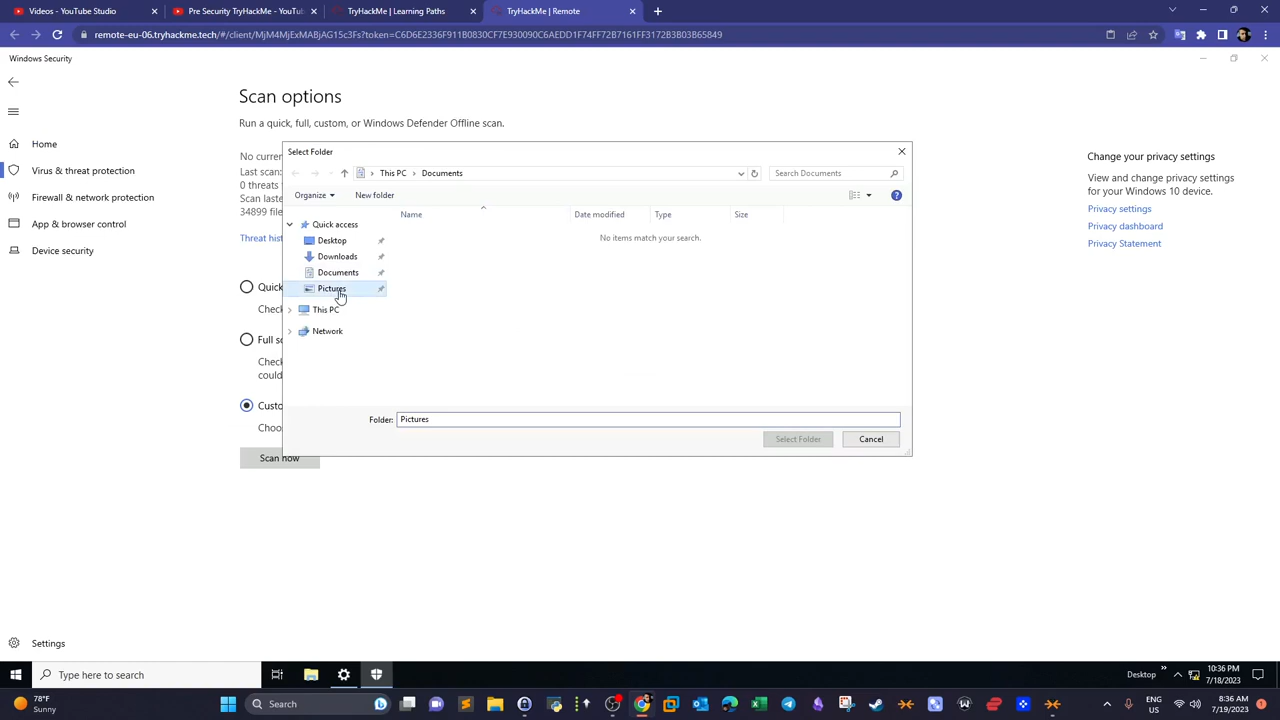 Videos - YouTube Studio
Pre Security TryHackMe - YouTub
TryHackMe | Learning Paths
TryHackMe | Remote
remote-eu-06.tryhackme.tech/#/client/MjM4MjExMABjAG15c3Fs?token=C6D6E2336F911B0830CF7E930090C6AEDD1F74FF72B7161FF3172B3B03B65849
Windows Security
Scan options
Run a quick, full, custom, or Windows Defender Offline scan.
Home
Virus & threat protection
Firewall & network protection
App & browser control
Device security
No curren
Last scan:
0 threats
Scan laste
34899 file
Threat hist
Quick
Check
Full sc
Check
could
Custo
Choo
Scan now
Select Folder
This PC
Documents
Search Documents
Organize
New folder
Name
Date modified
Type
Size
No items match your search.
Quick access
Desktop
Downloads
Documents
Pictures
This PC
Network
Folder:
Pictures
Select Folder
Cancel
Change your privacy settings
View and change privacy settings
for your Windows 10 device.
Privacy settings
Privacy dashboard
Privacy Statement
Settings
Type here to search
Desktop
10:36 PM
7/18/2023
78°F
Sunny
Search
ENG
US
8:36 AM
7/19/2023